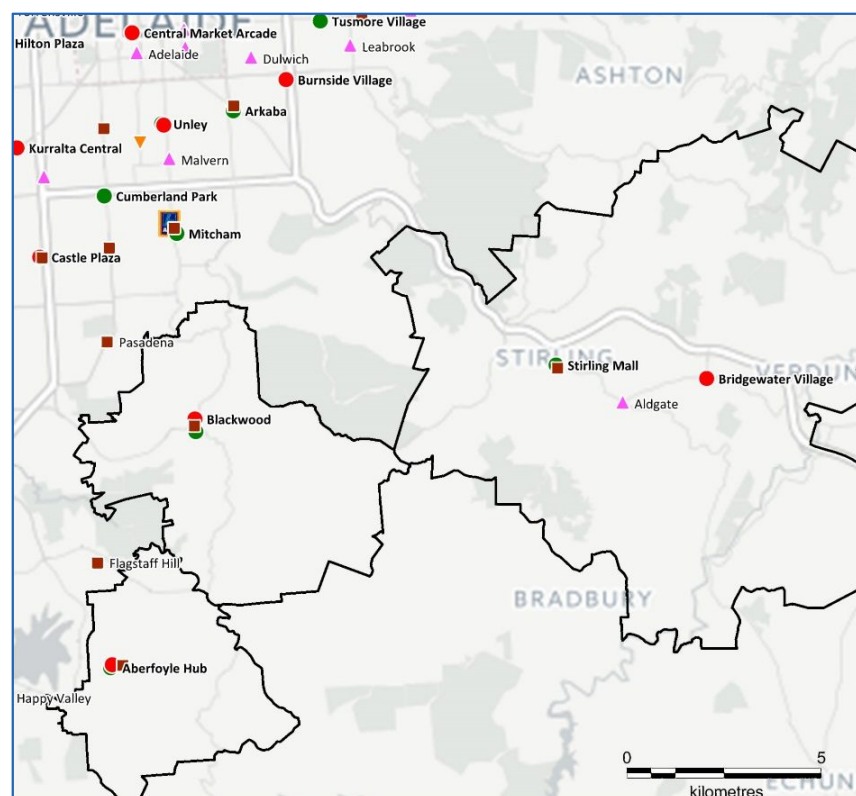 ADELAIDE
Tusmore Village
Central Market Arcade
Hilton Plaza
Adelaide
Leabrook
Dulwich
Burnside Village
ASHTON
Arkaba
Unley
Kurralta Central
Malvern
Cumberland Park
Mitcham
Castle Plaza
Pasadena
STIRLING
Stirling Mall
VERDUN
Bridgewater Village
Aldgate
Blackwood
Flagstaff Hill
BRADBURY
Aberfoyle Hub
Happy Valley
0 5
kilometres
ECHUN